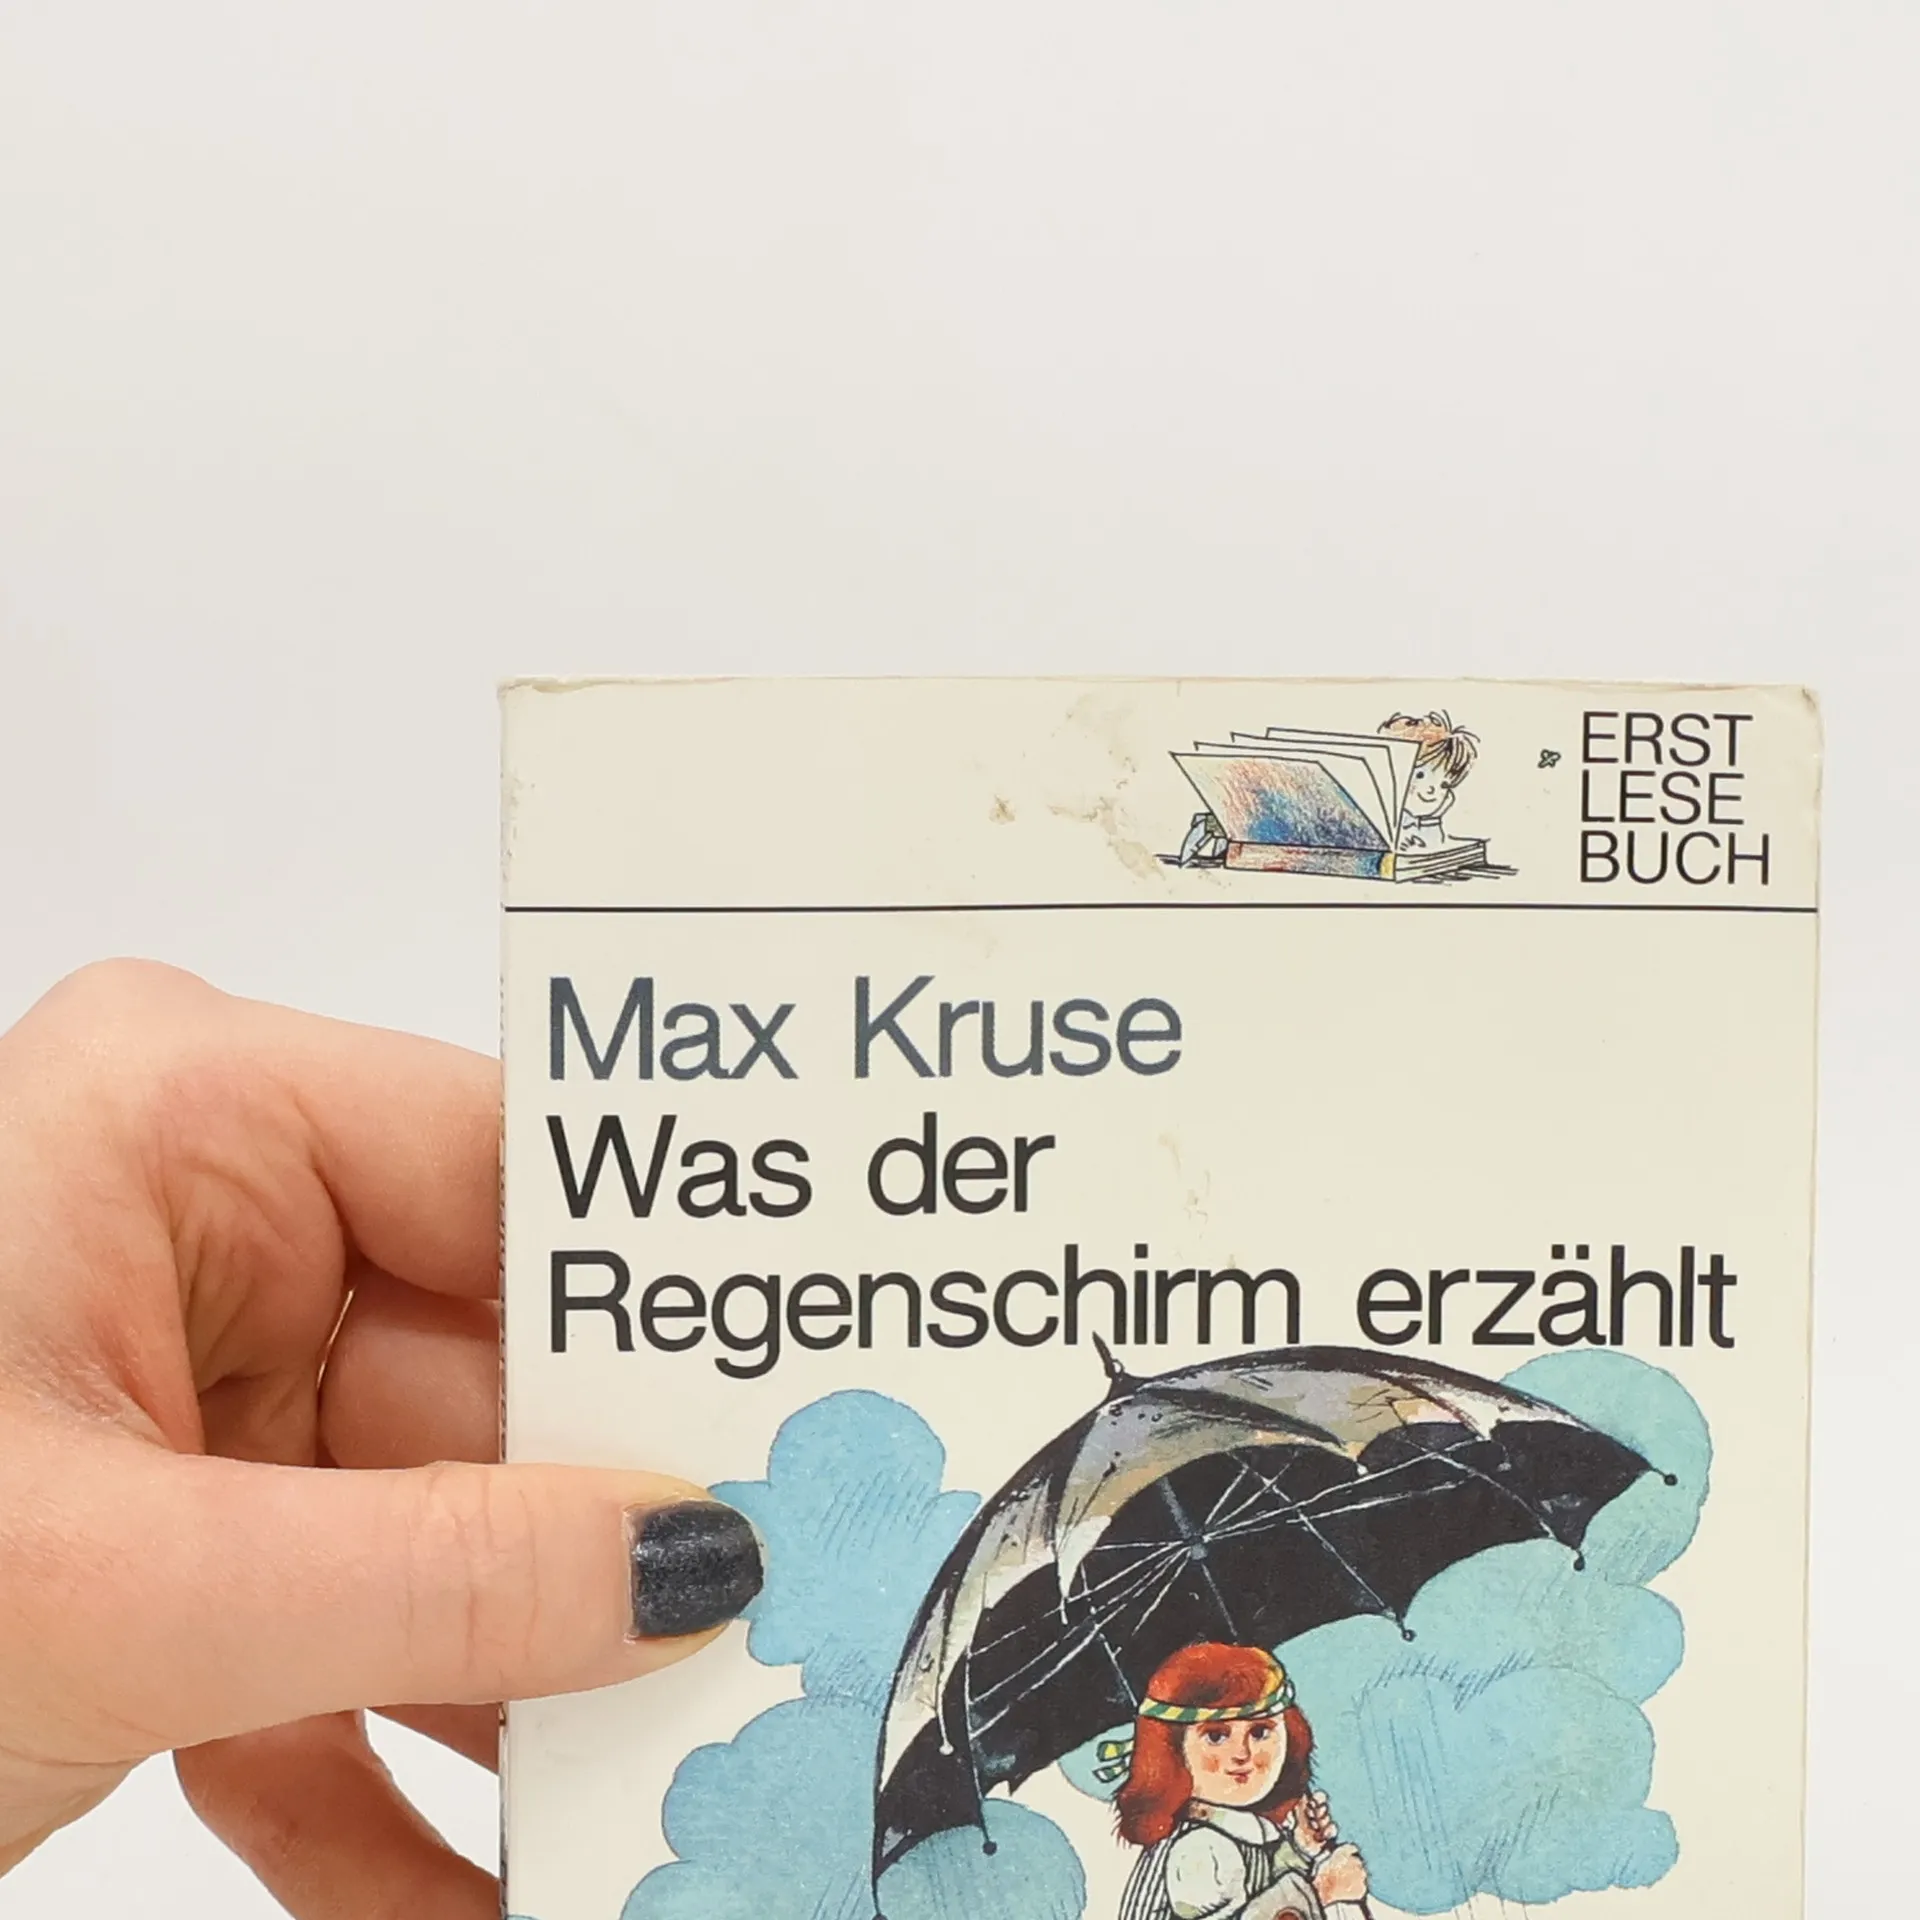 ERST
LESE
BUCH
Max Kruse
Was der
Regenschirm erzählt